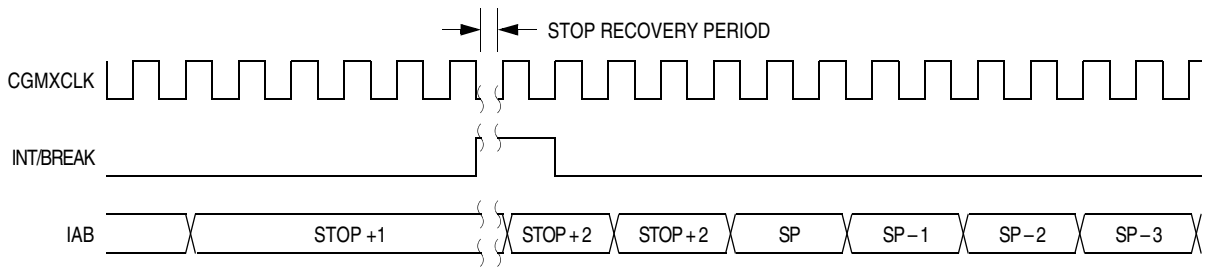 STOP RECOVERY PERIOD
CGMXCLK
INT/BREAK
IAB STOP +1 STOP + 2 STOP + 2 SP SP – 1 SP – 2 SP – 3